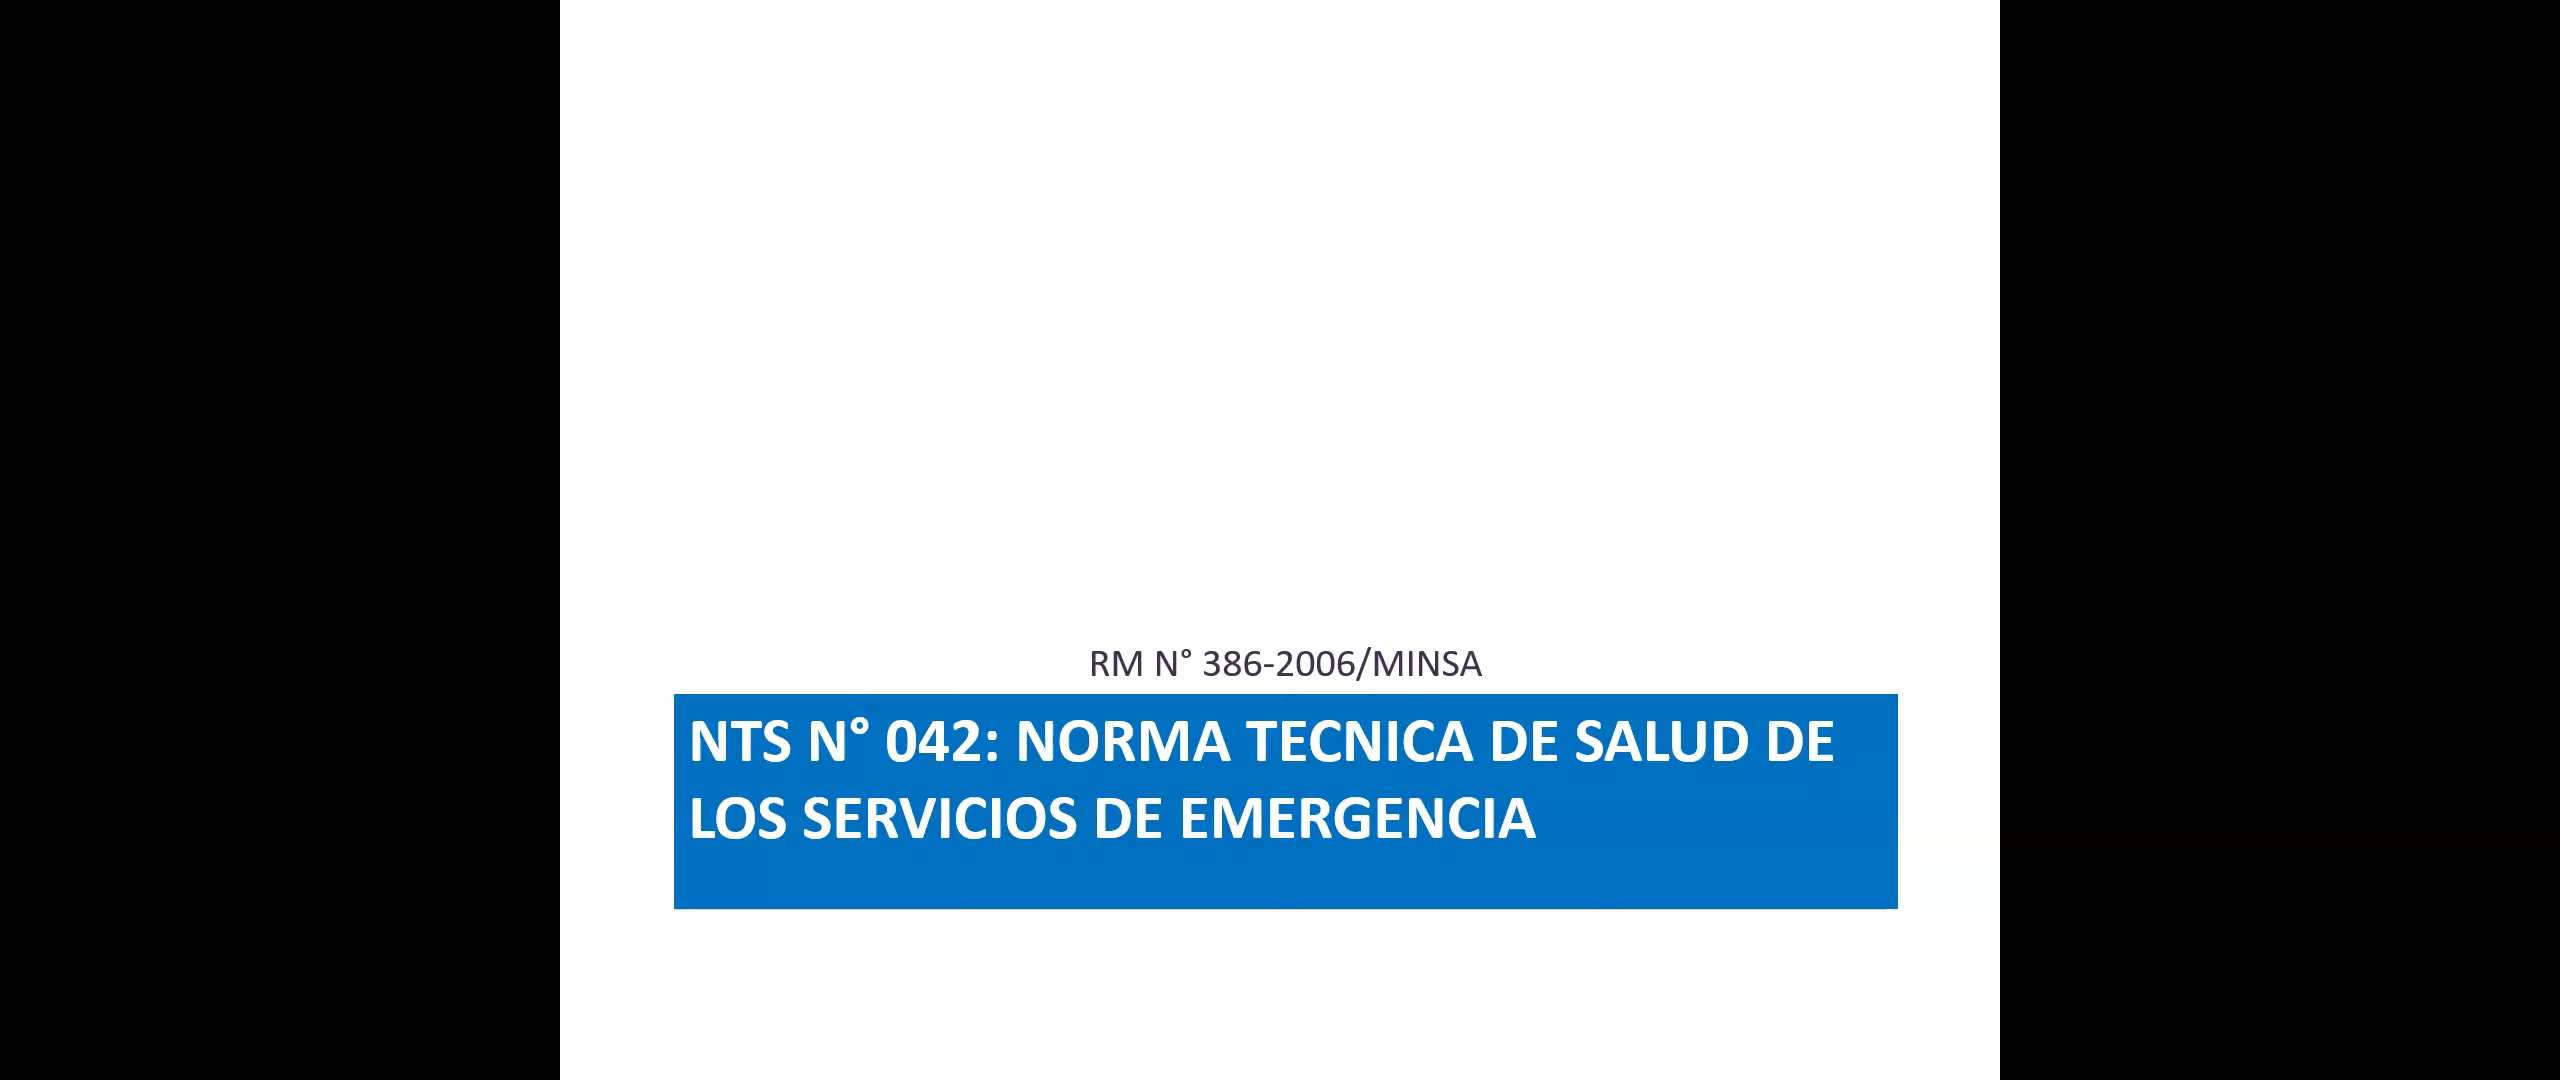 RM N° 386-2006/MINSA
NTS N° 042: NORMA TECNICA DE SALUD DE
LOS SERVICIOS DE EMERGENCIA